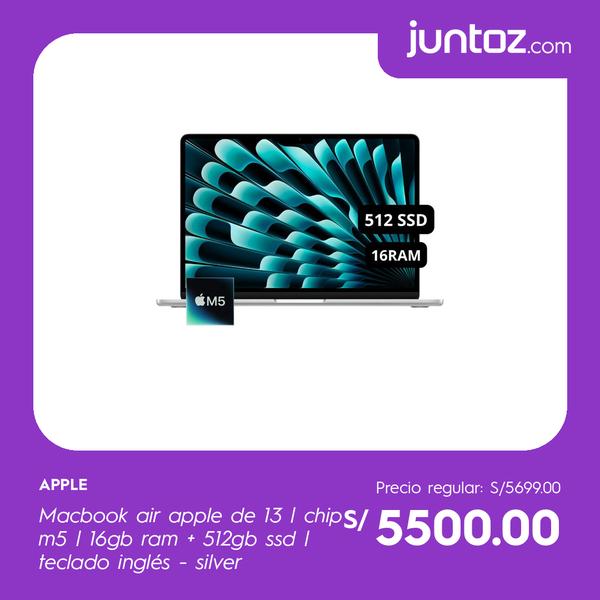 juntoz.com
512 SSD
16RAM
M5
APPLE
Precio regular: S/5699.00
Macbook air apple de 13 | chip
m5 | 16gb ram + 512gb ssd |
teclado inglés - silver
S/ 5500.00